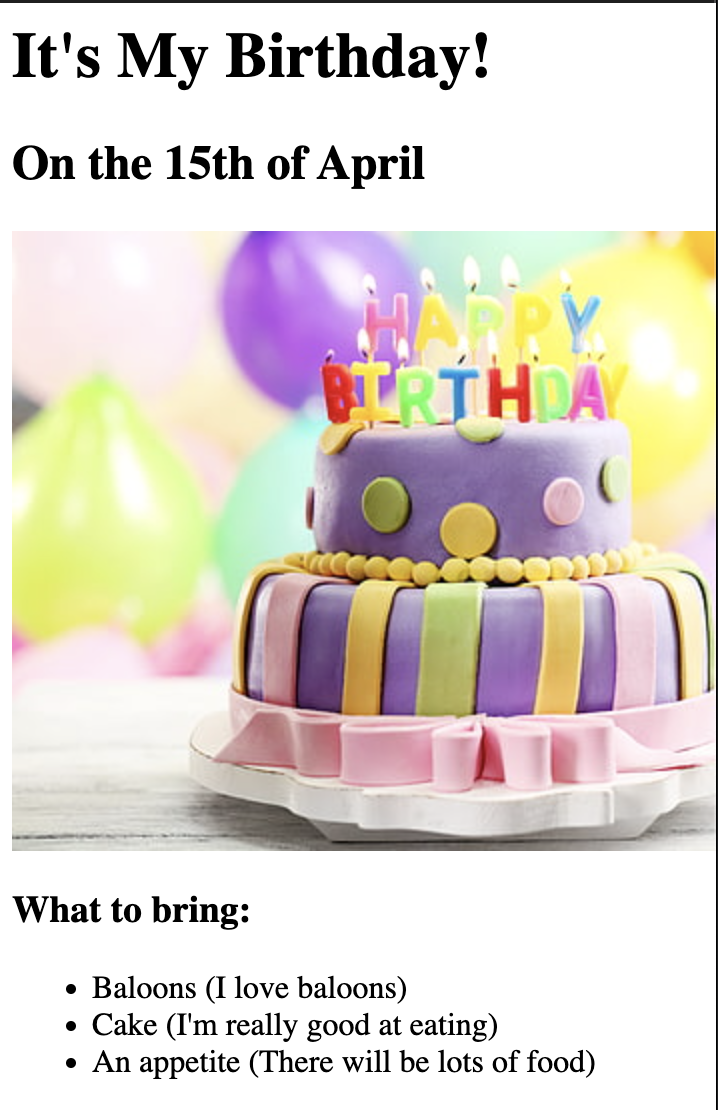 It's My Birthday!
On the 15th of April
HAPPY
BIRTHDAY
What to bring:
Baloons (I love baloons)
Cake (I'm really good at eating)
An appetite (There will be lots of food)